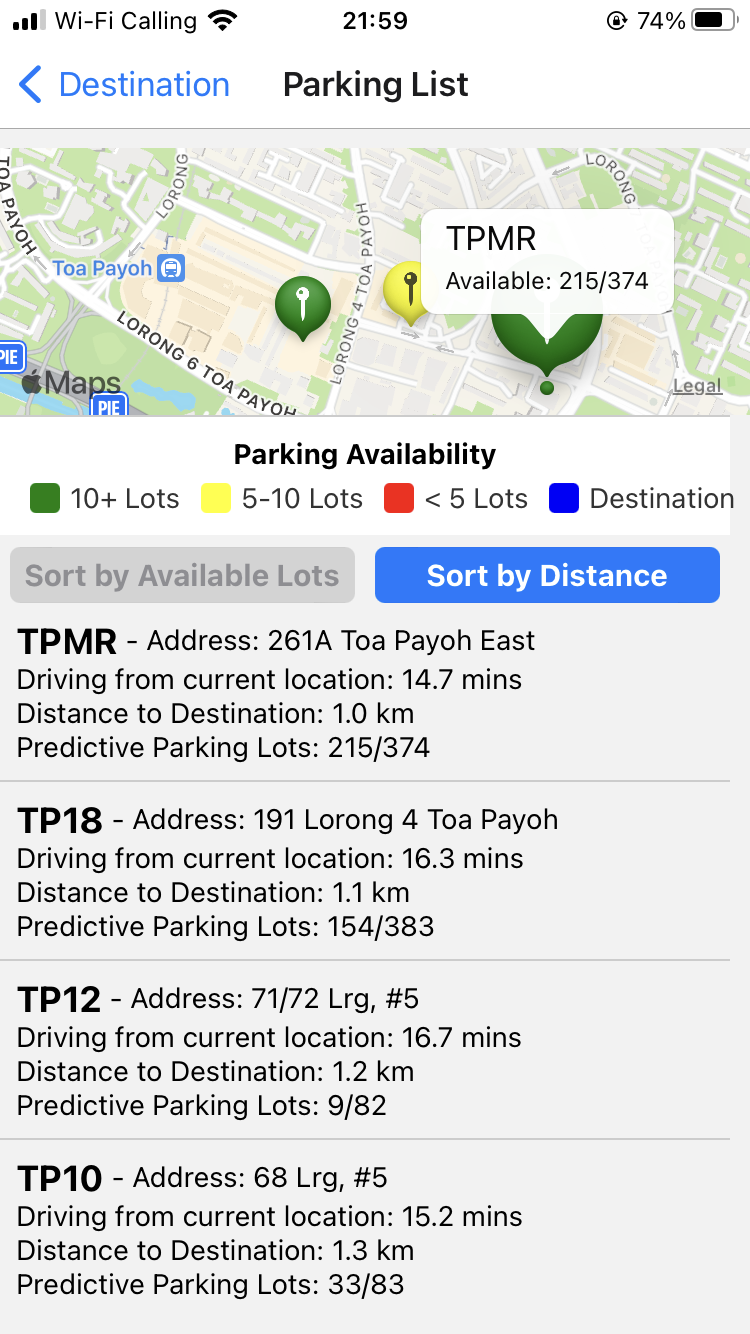 Wi-Fi Calling
21:59
74%
Destination
Parking List
TOA PAYOH
LORONG
LORONG
Toa Payoh
LORONG 4 TOA PAYOH
LORONG 6 TOA PAYOH
TPMR
Available: 215/374
PIE
Maps
PIE
Legal
Parking Availability
10+ Lots
5-10 Lots
< 5 Lots
Destination
Sort by Available Lots
Sort by Distance
TPMR - Address: 261A Toa Payoh East
Driving from current location: 14.7 mins
Distance to Destination: 1.0 km
Predictive Parking Lots: 215/374
TP18 - Address: 191 Lorong 4 Toa Payoh
Driving from current location: 16.3 mins
Distance to Destination: 1.1 km
Predictive Parking Lots: 154/383
TP12 - Address: 71/72 Lrg, #5
Driving from current location: 16.7 mins
Distance to Destination: 1.2 km
Predictive Parking Lots: 9/82
TP10 - Address: 68 Lrg, #5
Driving from current location: 15.2 mins
Distance to Destination: 1.3 km
Predictive Parking Lots: 33/83